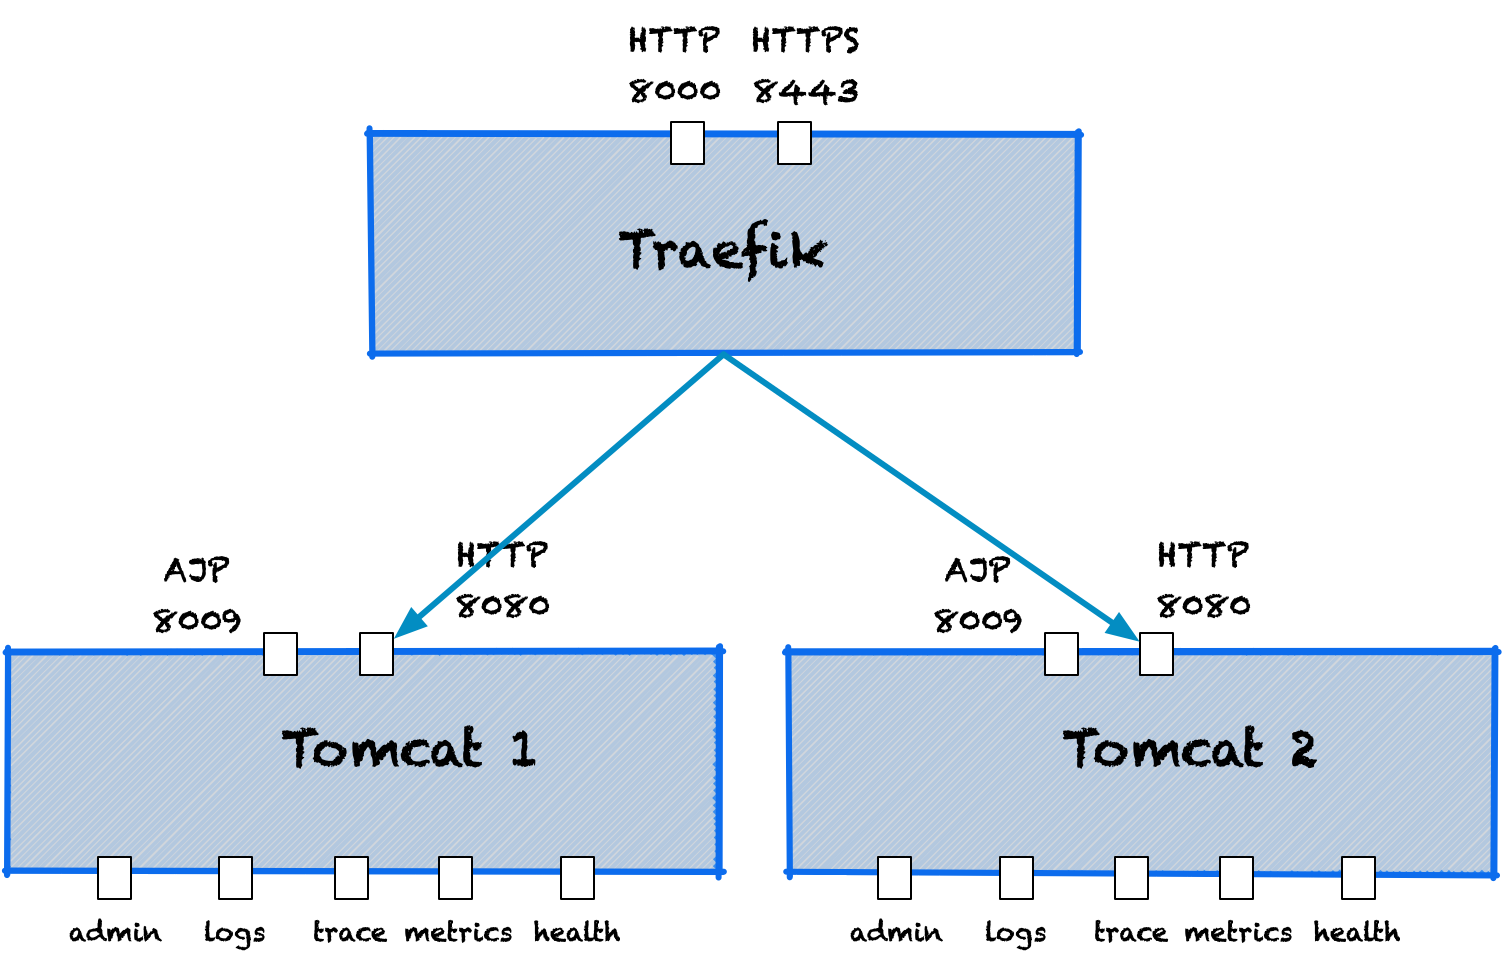 HTTP HTTPS
8000 8443
Traefik
AJP
8009
HTTP
8080
AJP
8009
HTTP
8080
Tomcat 1
Tomcat 2
admin logs trace metrics health
admin logs trace metrics health